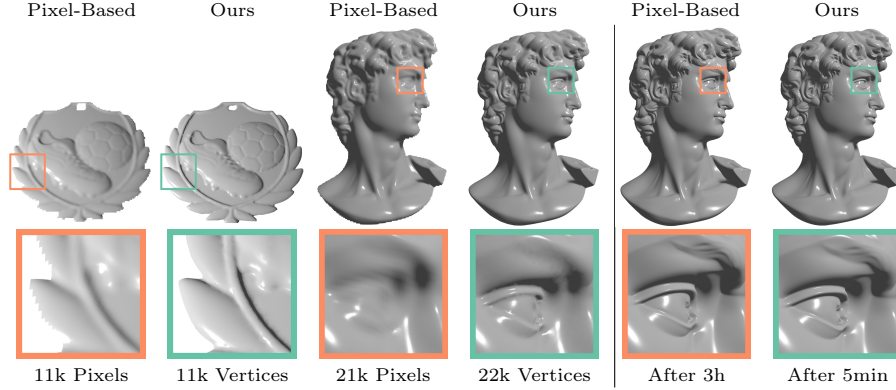 Pixel-Based Ours Pixel-Based Ours Pixel-Based Ours
11k Pixels 11k Vertices 21k Pixels 22k Vertices After 3h After 5min